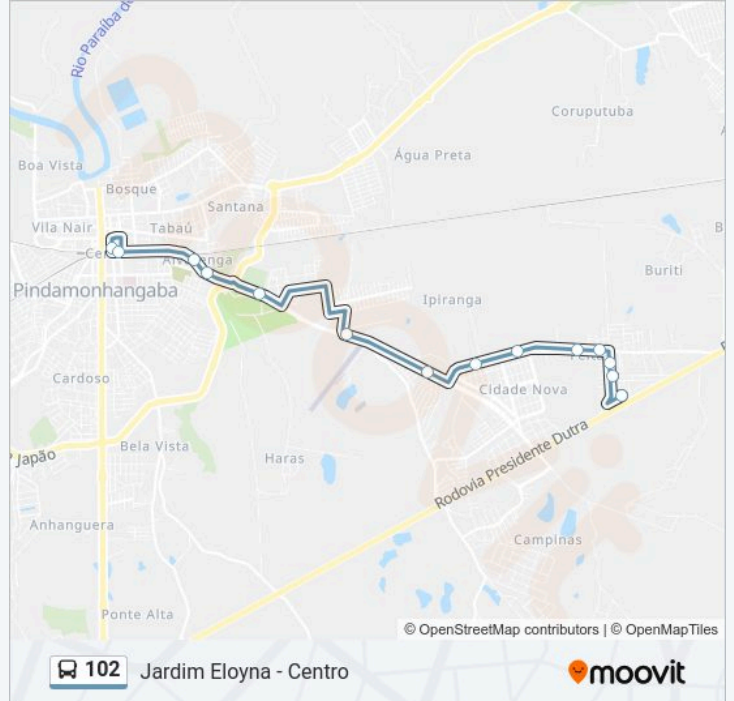 Rio Paraíba do
Coruputuba
Água Preta
Boa Vista
Bosque
Santana
Vila Nair
Tabaú
Pindamonhangaba
Buriti
Ipiranga
Cardoso
Cidade Nova
Bela Vista
Japão
Haras
Rodovia Presidente Dutra
Anhanguera
Campinas
Ponte Alta
© OpenStreetMap contributors | © OpenMapTiles
102 Jardim Eloyna - Centro
moovit